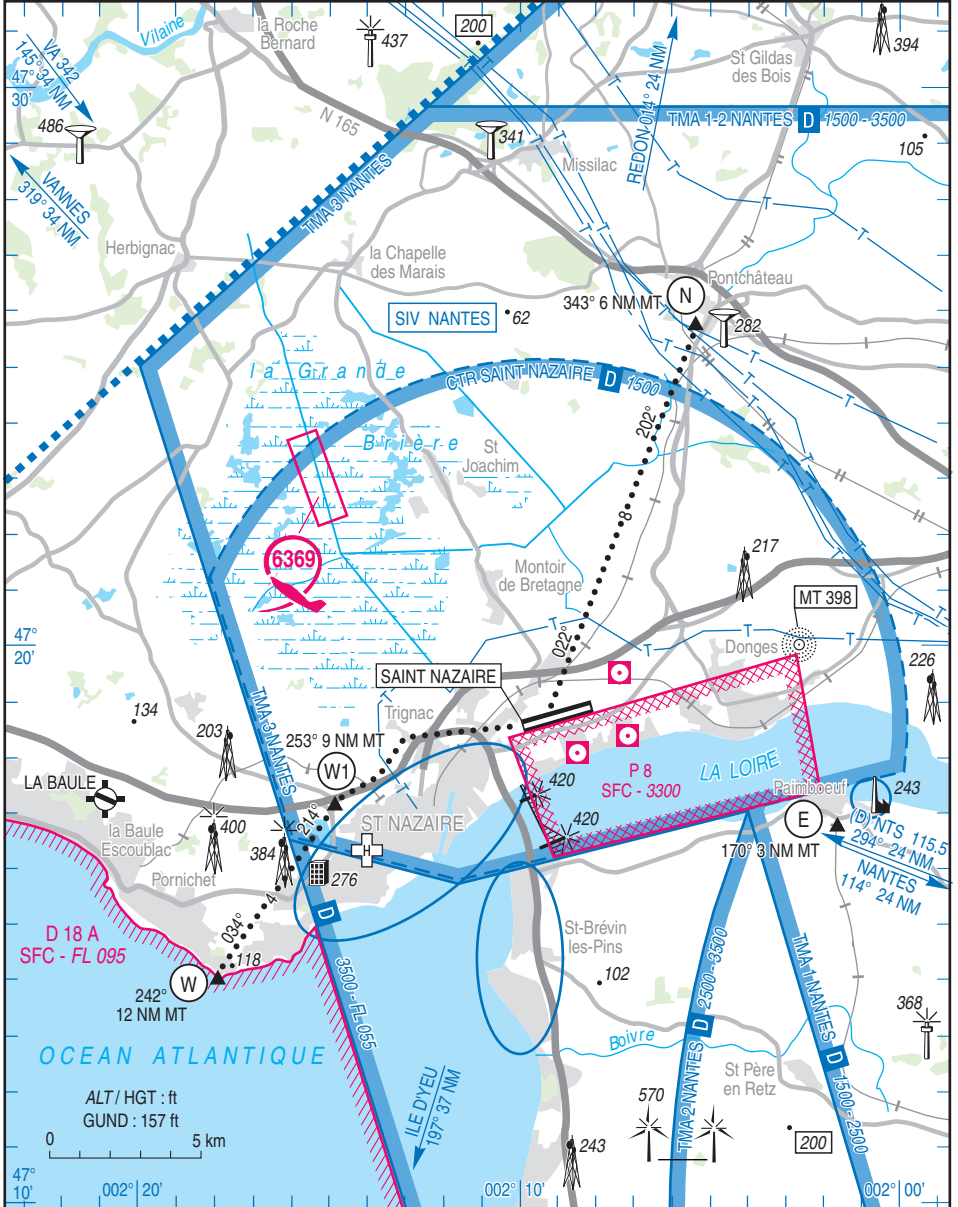 la Roche
Bernard
Vilaine
437
200
394
St Gildas
des Bois
VA 342
145° 34 NM
47°
30'
486
N 165
341
Missilac
REDON 014° 24 NM
TMA 1-2 NANTES D 1500 - 3500
105
VANNES
319° 34 NM
TMA 3 NANTES
Herbignac
la Chapelle
des Marais
T
T
T
T
T
T
Pontchâteau
343° 6 NM MT
N
282
SIV NANTES
62
la Grande
Brière
CTR SAINT NAZAIRE D 1500
202°
8
022°
St
Joachim
6369
Montoir
de Bretagne
217
MT 398
47°
20'
Donges
T
T
T
T
226
SAINT NAZAIRE
Trignac
134
203
TMA 3 NANTES
253° 9 NM MT
W1
LA BAULE
la Baule
Escoublac
400
384
214°
4
034°
ST NAZAIRE
H
276
Pornichet
420
420
P 8
SFC - 3300
LA LOIRE
Paimboeuf
243
E
170° 3 NM MT
(D) NTS 115.5
294° 24 NM
NANTES
114° 24 NM
D 18 A
SFC - FL 095
118
W
242°
12 NM MT
D
3500 - FL 055
St-Brévin
les-Pins
102
TMA 2 NANTES D 2500 - 3500
TMA 1 NANTES D 1500 - 2500
368
Boivre
St Père
en Retz
OCEAN ATLANTIQUE
ALT / HGT : ft
GUND : 157 ft
0
5 km
ILE D'YEU
197° 37 NM
570
200
243
47°
10'
002° 20'
002° 10'
002° 00'